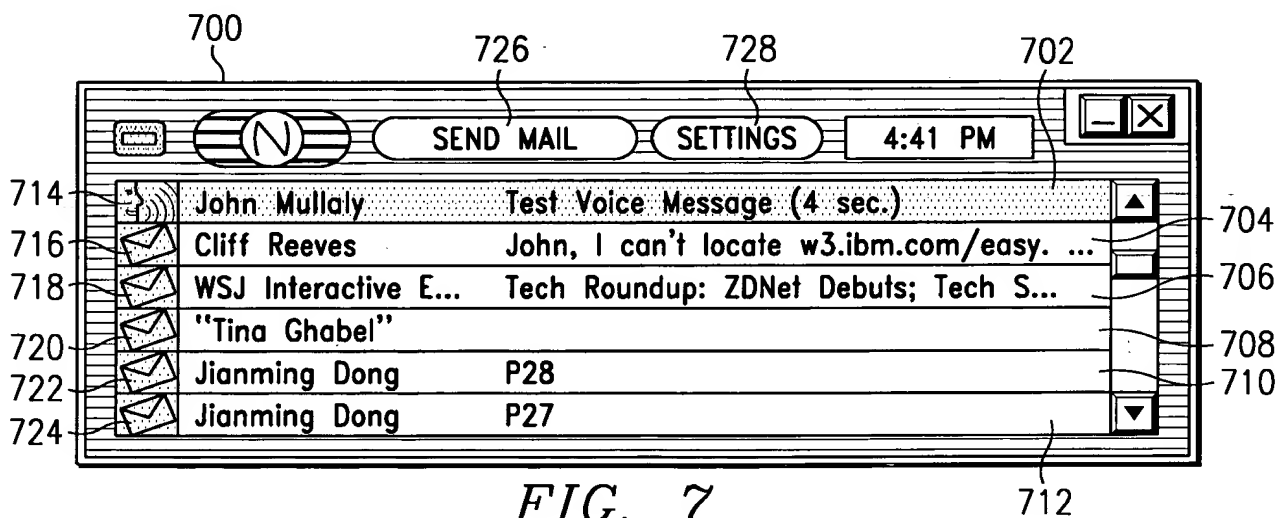 700
726 728 702
N SEND MAIL SETTINGS 4:41 PM
714 John Mullaly Test Voice Message (4 sec.)
716 Cliff Reeves John, I can't locate w3.ibm.com/easy. ... 704
718 WSJ Interactive E... Tech Roundup: ZDNet Debuts; Tech S... 706
720 "Tina Ghabel" 708
722 Jianming Dong P28 710
724 Jianming Dong P27
712
FIG. 7